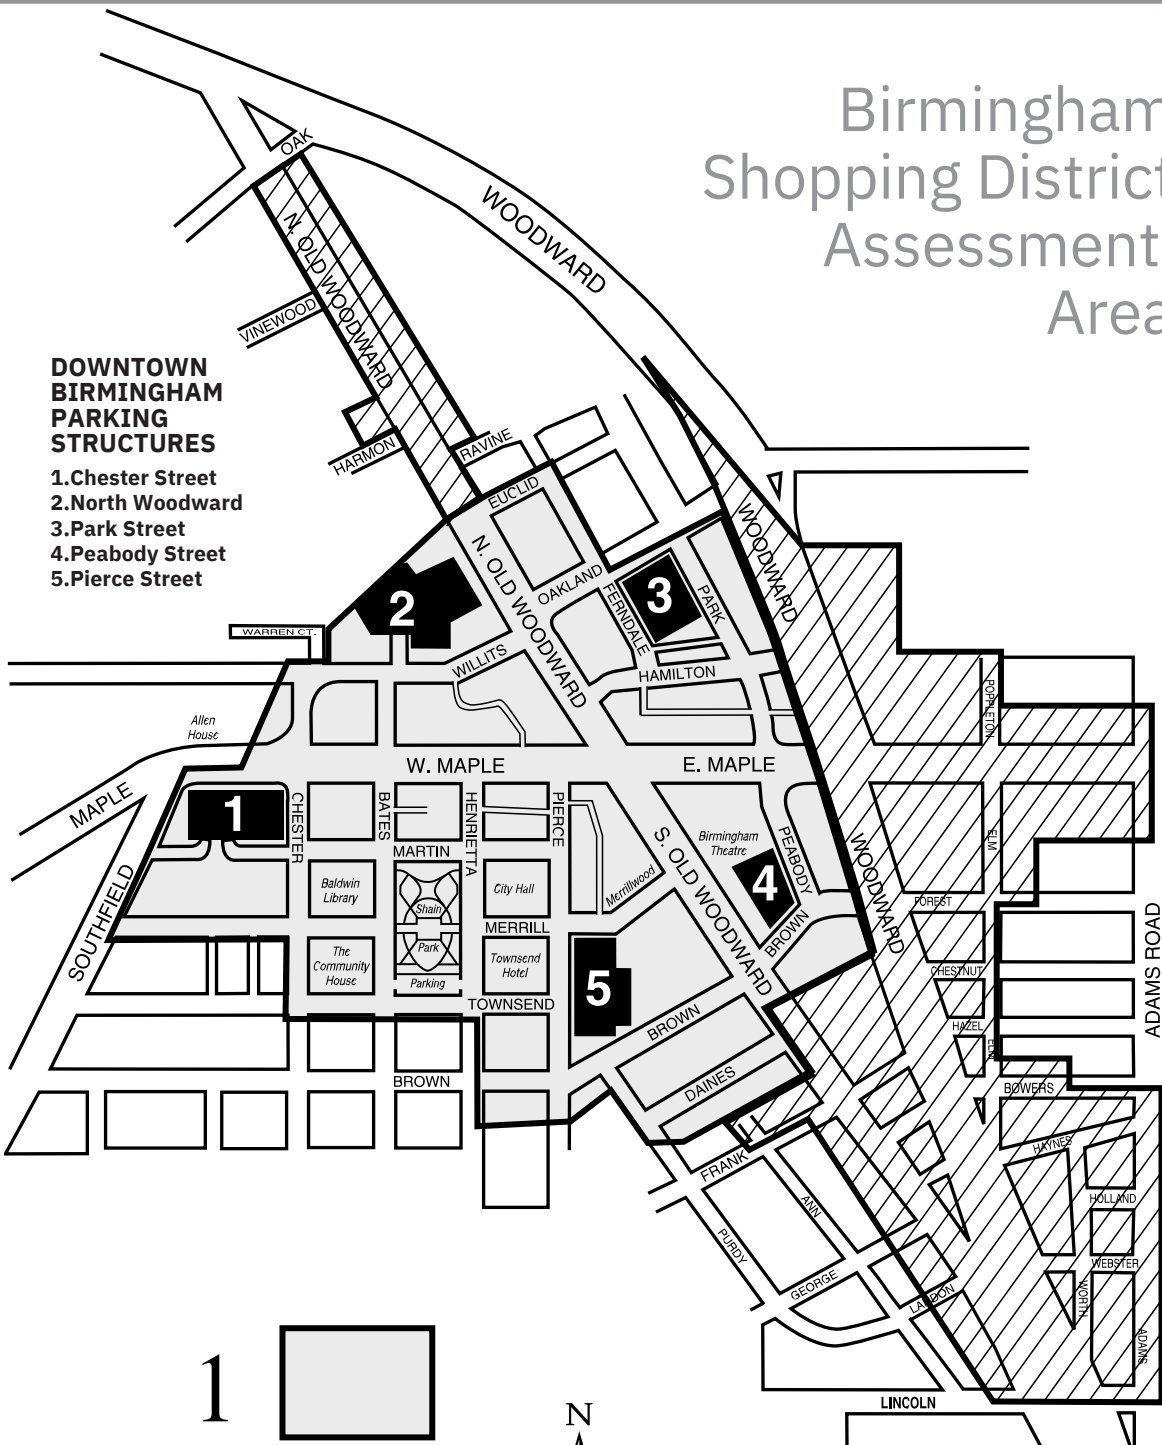 Birmingham
Shopping District
Assessment
Area
DOWNTOWN
BIRMINGHAM
PARKING
STRUCTURES
1.Chester Street
2.North Woodward
3.Park Street
4.Peabody Street
5.Pierce Street
OAK
WOODWARD
N. OLD WOODWARD
VINEWOOD
HARMON
RAVINE
EUCLID
N. OLD WOODWARD
OAKLAND
FERNDALE
PARK
WOODWARD
2
3
WARREN CT.
WILLITS
HAMILTON
POPPLETON
Allen
House
MAPLE
W. MAPLE
E. MAPLE
1
CHESTER
BATES
HENRIETTA
PIERCE
S. OLD WOODWARD
Birmingham
Theatre
PEABODY
WOODWARD
ELM
MARTIN
SOUTHFIELD
Baldwin
Library
Shain
Park
Parking
City Hall
Merrillwood
4
FOREST
MERRILL
BROWN
The
Community
House
Townsend
Hotel
5
CHESTNUT
ADAMS ROAD
TOWNSEND
BROWN
HAZEL
ELM
BROWN
DAINES
BOWERS
HAYNES
FRANK
ANN
HOLLAND
PURDY
WEBSTER
GEORGE
LANDON
WORTH
ADAMS
LINCOLN
1
N